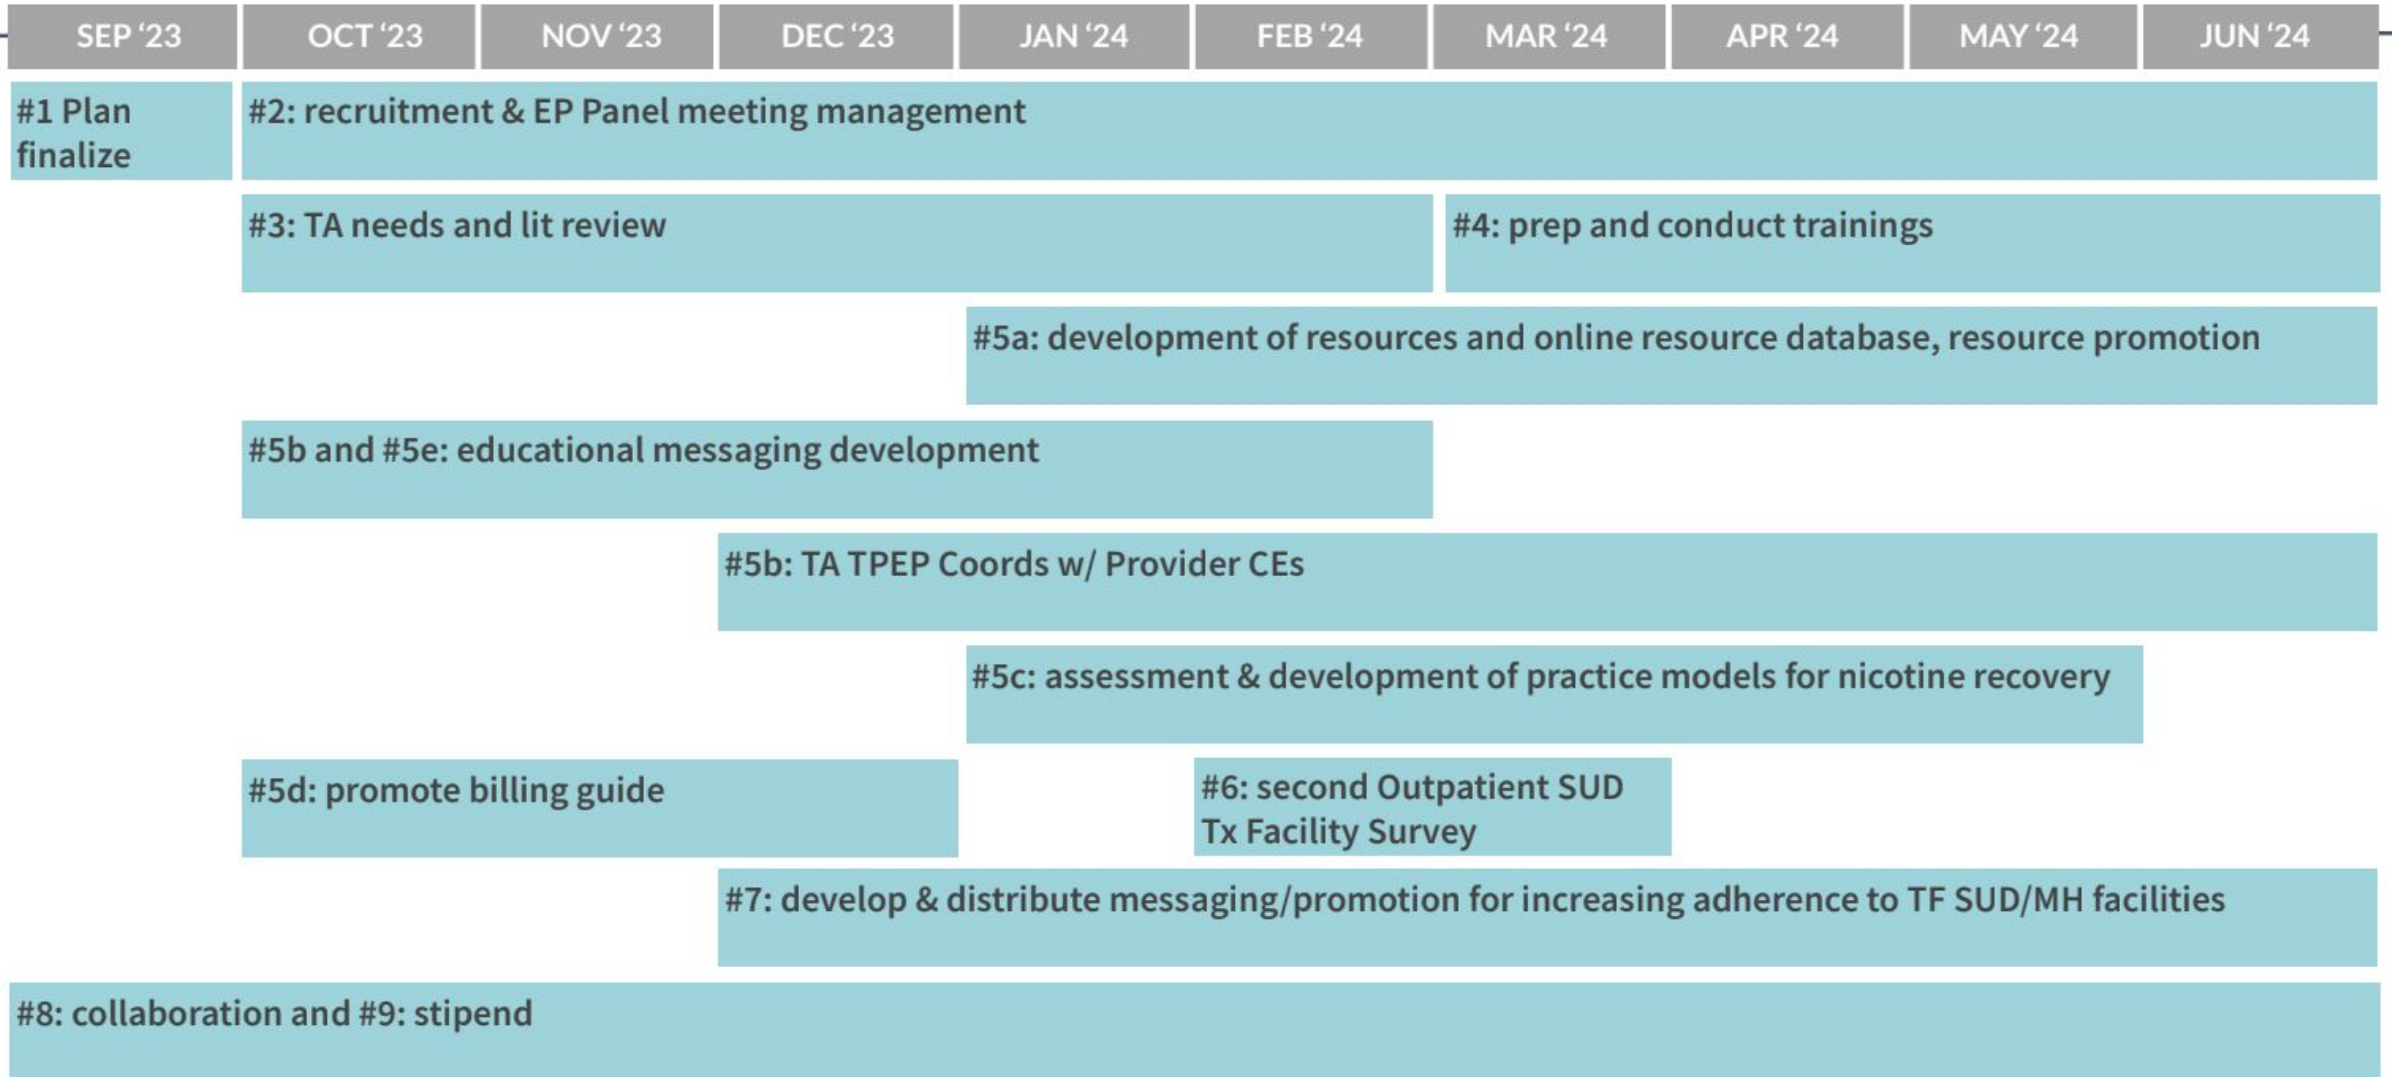 SEP ‘23
OCT ‘23
NOV ‘23
DEC ‘23
JAN ‘24
FEB ‘24
MAR ‘24
APR ‘24
MAY ‘24
JUN ‘24
#1 Plan
finalize
#2: recruitment & EP Panel meeting management
#3: TA needs and lit review
#4: prep and conduct trainings
#5a: development of resources and online resource database, resource promotion
#5b and #5e: educational messaging development
#5b: TA TPEP Coords w/ Provider CEs
#5c: assessment & development of practice models for nicotine recovery
#5d: promote billing guide
#6: second Outpatient SUD
Tx Facility Survey
#7: develop & distribute messaging/promotion for increasing adherence to TF SUD/MH facilities
#8: collaboration and #9: stipend